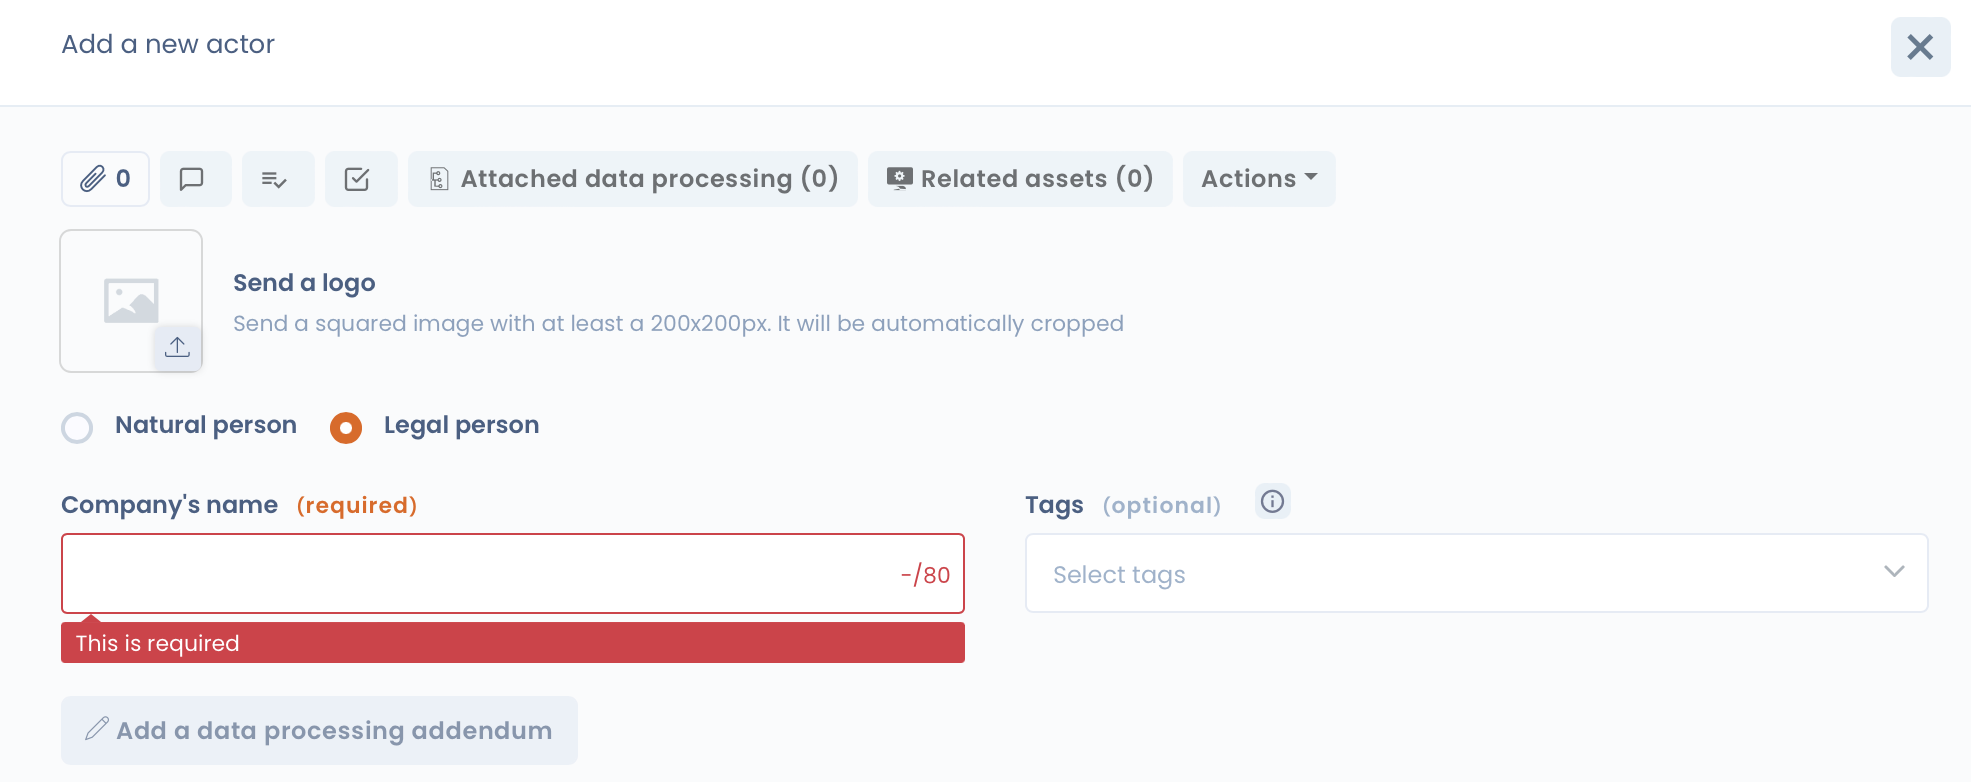 Add a new actor
0
Attached data processing (0)
Related assets (0)
Actions
Send a logo
Send a squared image with at least a 200x200px. It will be automatically cropped
Natural person
Legal person
Company's name (required)
Tags (optional)
-/80
Select tags
This is required
Add a data processing addendum